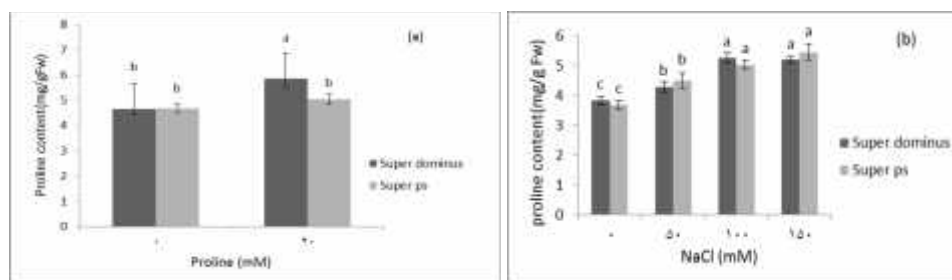 (a)
Proline content(mg/gFw)
8
7
6
5
4
3
2
1
0
b b a b
Super dominus
Super ps
۰ ۲۰
Proline (mM)
(b)
proline content(mg/g Fw)
6
5
4
3
2
1
0
c c b b a a a a
Super dominus
Super ps
۰ ۵۰ ۱۰۰ ۱۵۰
NaCl (mM)